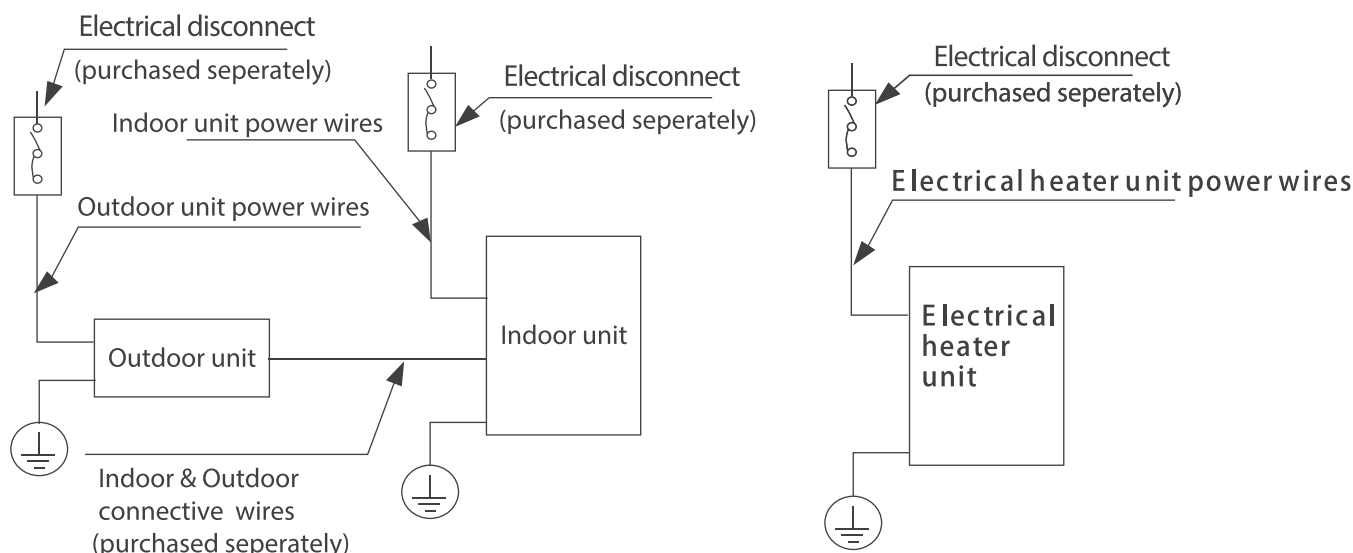 Electrical disconnect
(purchased seperately)
Electrical disconnect
(purchased seperately)
Indoor unit power wires
Outdoor unit power wires
Outdoor unit
Indoor unit
Indoor & Outdoor
connective wires
(purchased seperately)
Electrical disconnect
(purchased seperately)
Electrical heater unit power wires
Electrical
heater
unit